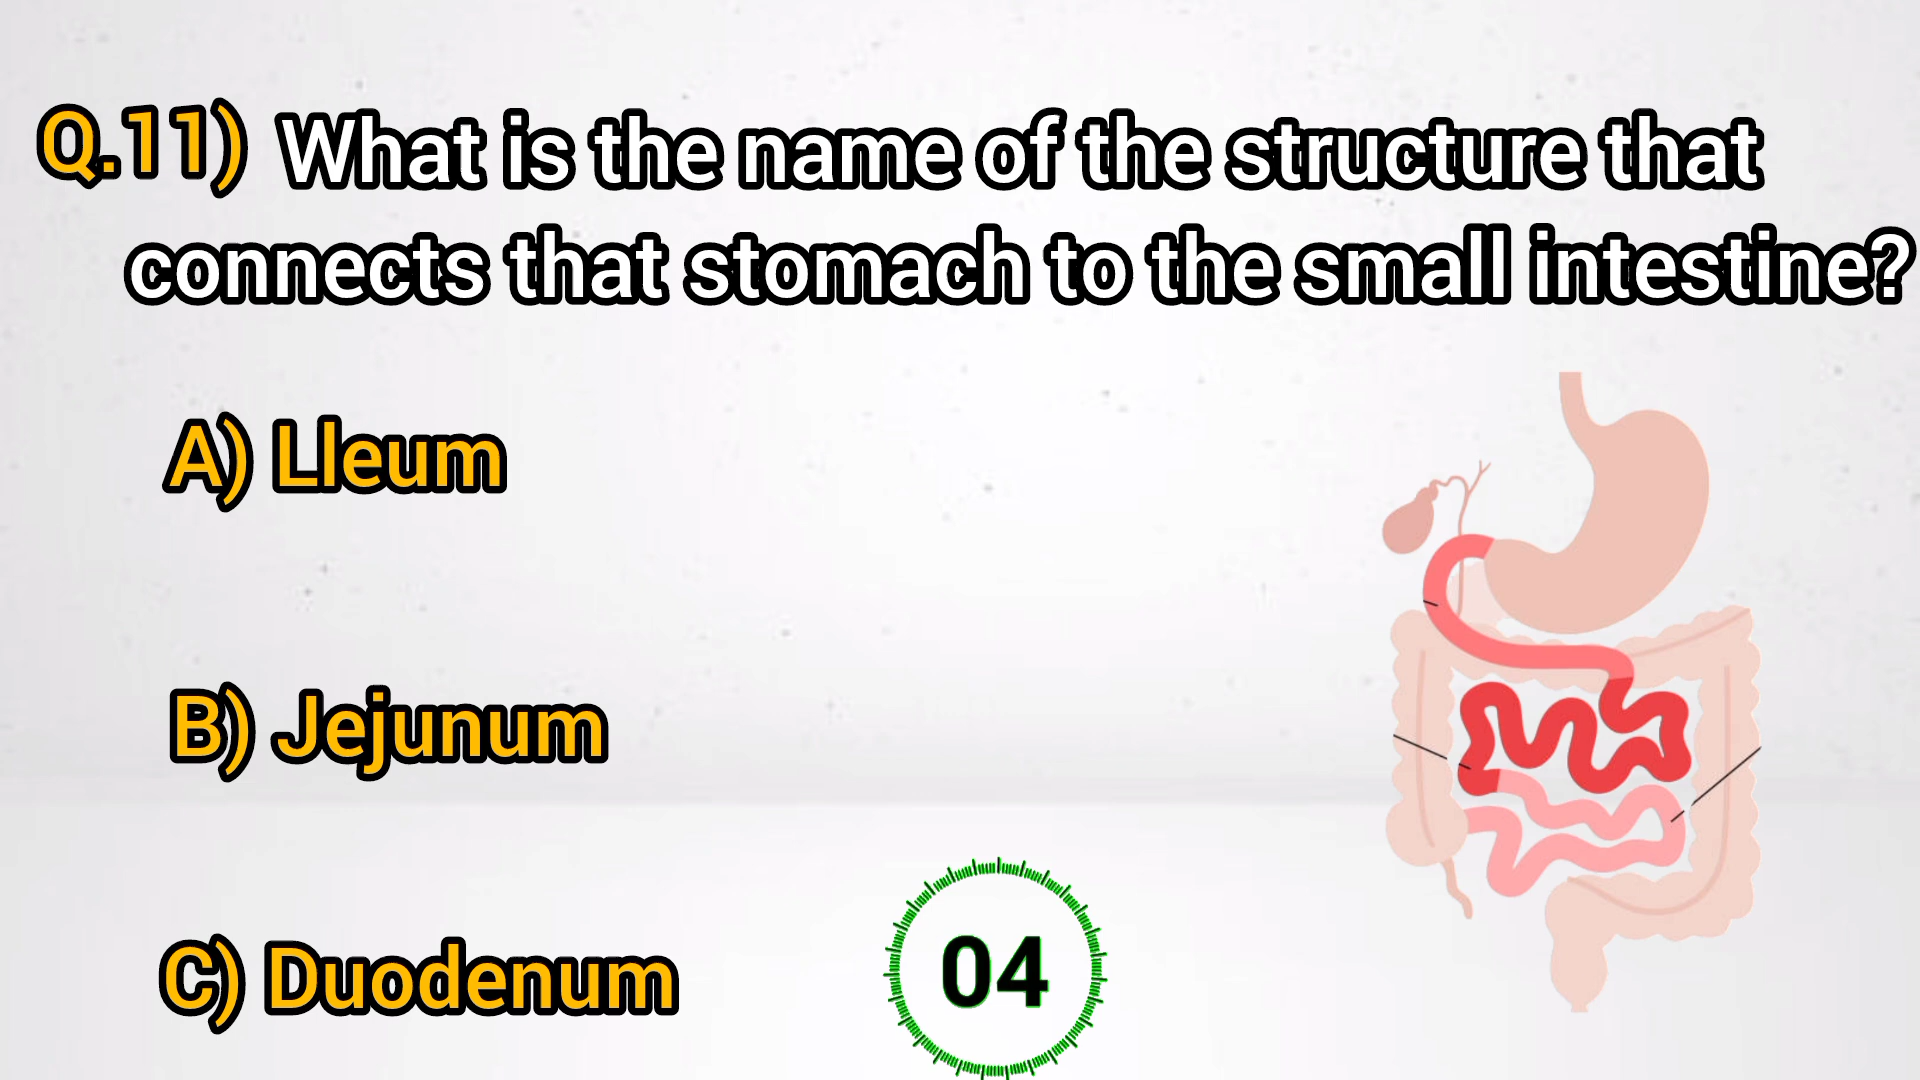 Q.11) What is the name of the structure that
connects that stomach to the small intestine?
A) Lleum
B) Jejunum
C) Duodenum
04